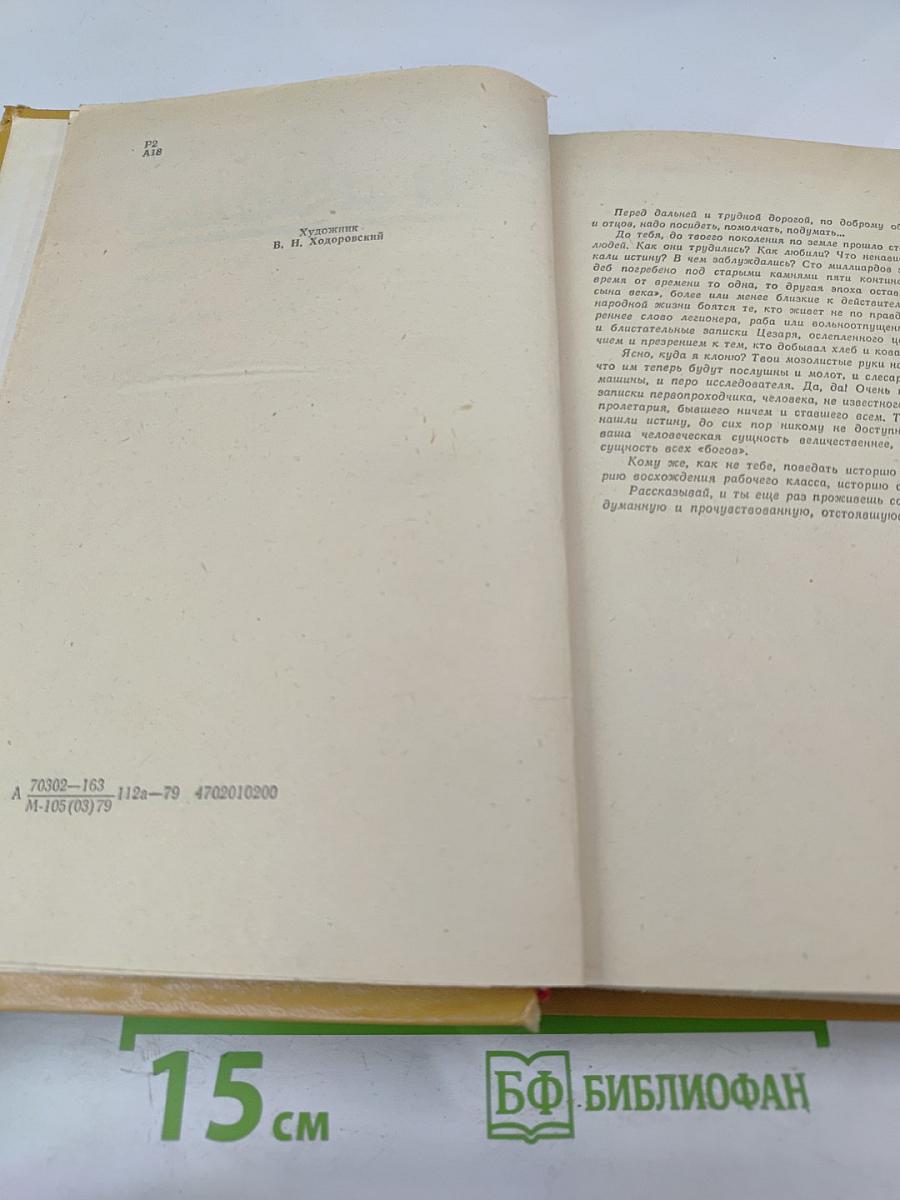 Р2
А18
Художник
В. Н. Ходоровский
А 70302—163 112а—79 4702010200
М-105(03)79
Перед дальней и трудной дорогой, по доброму
и отцов, надо посидеть, помолчать, подумать...
До тебя, до твоего поколения по земле прошло
людей. Как они трудились? Как любили? Что
кали истину? В чем заблуждались? Сто миллиардов
деб погребено под старыми камнями пяти
время от времени то одна, то другая эпоха
сына века», более или менее близкие к
народной жизни боятся те, кто живет не по
реннее слово легионера, раба или
и блистательные записки Цезаря, ослепленного
чием и презрением к тем, кто добывал хлеб и
Ясно, куда я клоню? Твои мозолистые руки
что им теперь будут послушны и молот, и
машины, и перо исследователя. Да, да! Очень
записки первопроходчика, человека, не
пролетария, бывшего ничем и ставшего всем.
нашли истину, до сих пор никому не
ваша человеческая сущность величественнее,
сущность всех «богов».
Кому же, как не тебе, поведать историю
рию восхождения рабочего класса, историю
Рассказывай, и ты еще раз проживешь
думанную и прочувствованную,
15 см
БФ БИБЛИОФАН